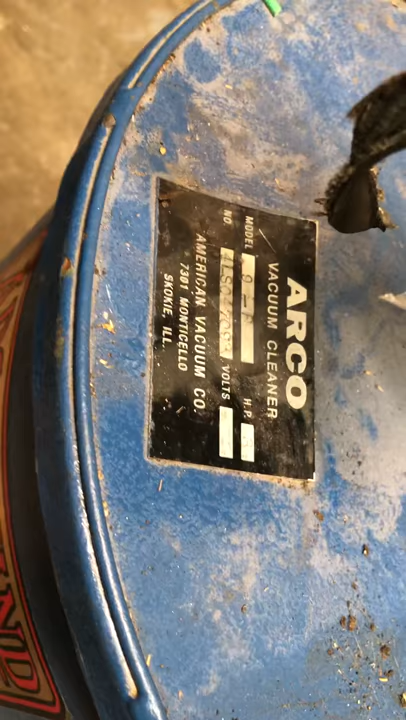 ARCO
VACUUM CLEANER
MODEL H.P.
NO. VOLTS
AMERICAN VACUUM CO.
7301 MONTICELLO
SKOKIE, ILL.